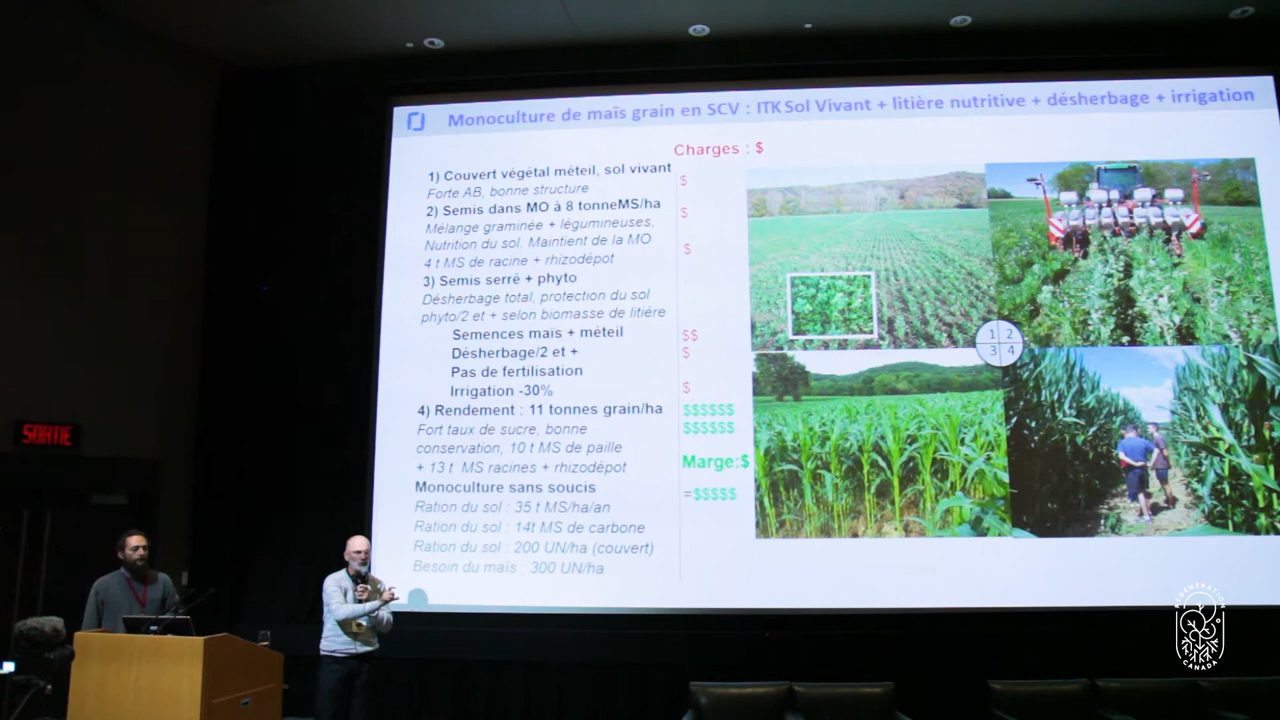 Monoculture de maïs grain en SCV : ITK Sol Vivant + litière nutritive + désherbage + irrigation
Charges : $
1) Couvert végétal méteil, sol vivant
$
Forte AB, bonne structure
2) Semis dans MO à 8 tonneMS/ha
$
Mélange graminée + légumineuses,
Nutrition du sol. Maintient de la MO
$
4 t MS de racine + rhizodépot
3) Semis serré + phyto
Désherbage total, protection du sol
phyto/2 et + selon biomasse de litière
Semences maïs + méteil
$$
Désherbage/2 et +
$
Pas de fertilisation
Irrigation -30%
$
4) Rendement : 11 tonnes grain/ha
$$$$$$
Fort taux de sucre, bonne
$$$$$$
conservation, 10 t MS de paille
+ 13 t MS racines + rhizodépot
Marge:$
Monoculture sans soucis
=$$$$$
Ration du sol : 35 t MS/ha/an
Ration du sol : 14t MS de carbone
Ration du sol : 200 UN/ha (couvert)
Besoin du maïs : 300 UN/ha
1 2
3 4
SORTIE
REGENERATION
CANADA